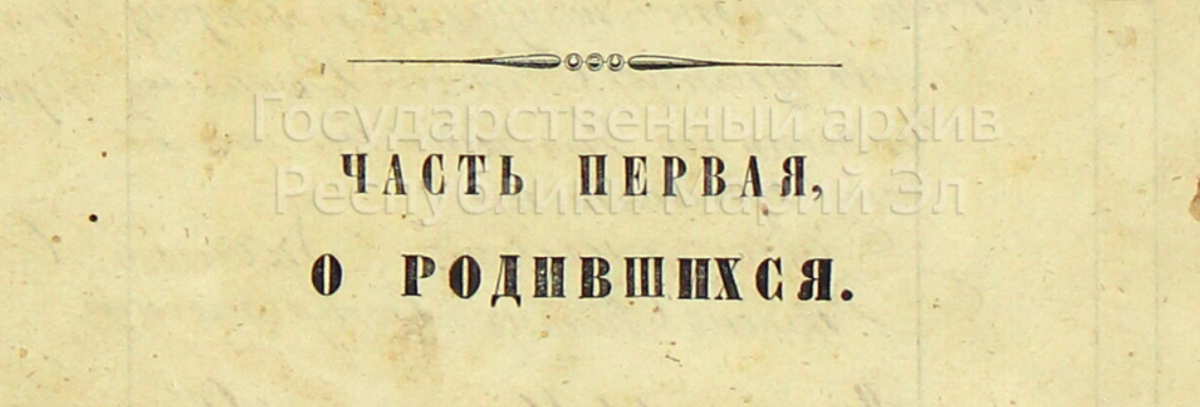 Государственный архив
ЧАСТЬ ПЕРВАЯ,
Республики Марий Эл
О РОДИВШИХСЯ.